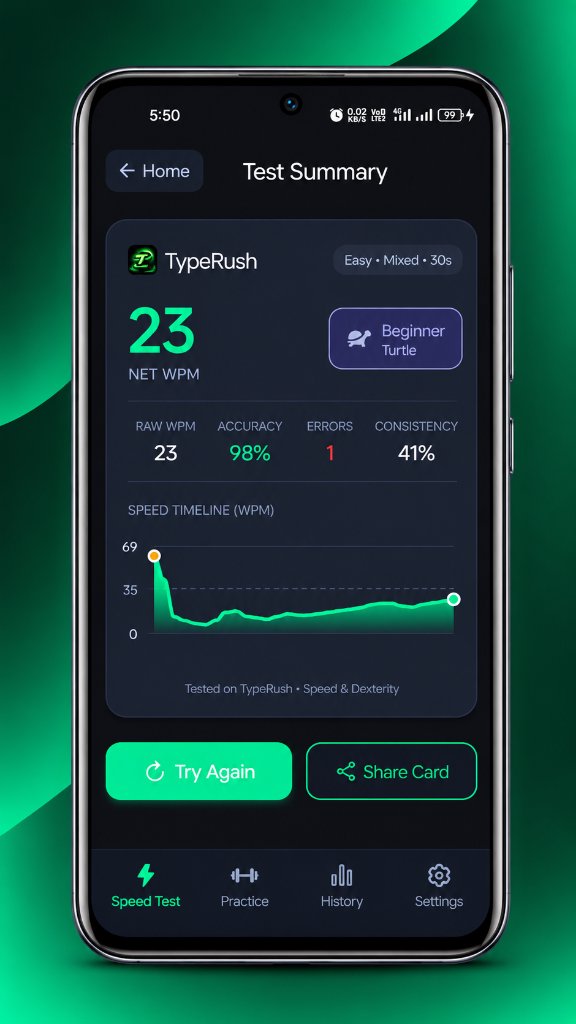 5:50
0.02 KB/S VoD LTE2 4G 99
Home
Test Summary
TypeRush
Easy • Mixed • 30s
23
NET WPM
Beginner
Turtle
RAW WPM ACCURACY ERRORS CONSISTENCY
23 98% 1 41%
SPEED TIMELINE (WPM)
69
35
0
Tested on TypeRush • Speed & Dexterity
Try Again
Share Card
Speed Test Practice History Settings